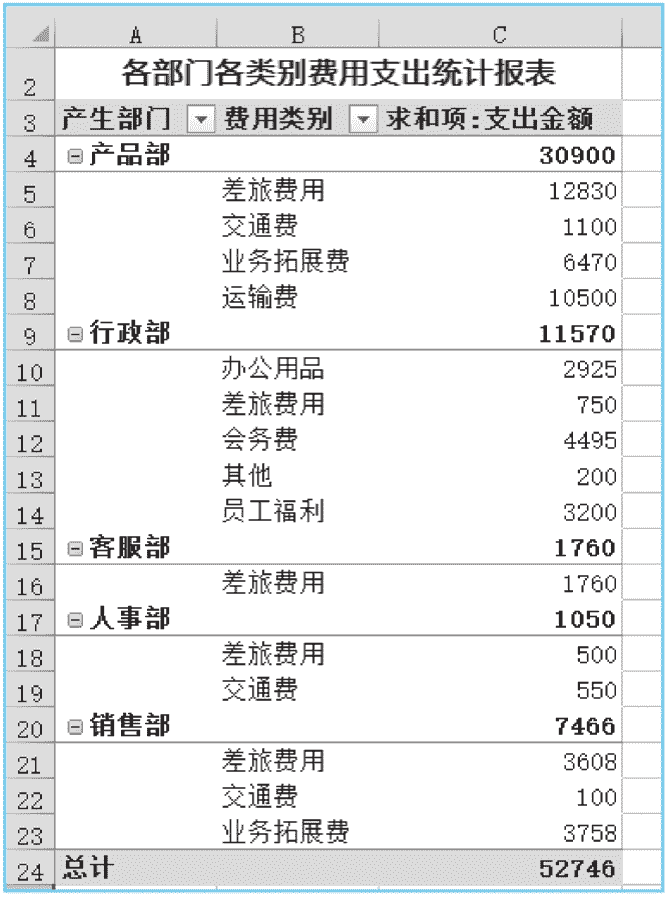 A B C
2 各部门各类别费用支出统计报表
3 产生部门 费用类别 求和项:支出金额
4 产品部 30900
5 差旅费用 12830
6 交通费 1100
7 业务拓展费 6470
8 运输费 10500
9 行政部 11570
10 办公用品 2925
11 差旅费用 750
12 会务费 4495
13 其他 200
14 员工福利 3200
15 客服部 1760
16 差旅费用 1760
17 人事部 1050
18 差旅费用 500
19 交通费 550
20 销售部 7466
21 差旅费用 3608
22 交通费 100
23 业务拓展费 3758
24 总计 52746